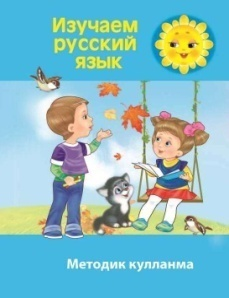 Изучаем
русский
язык
Методик кулланма